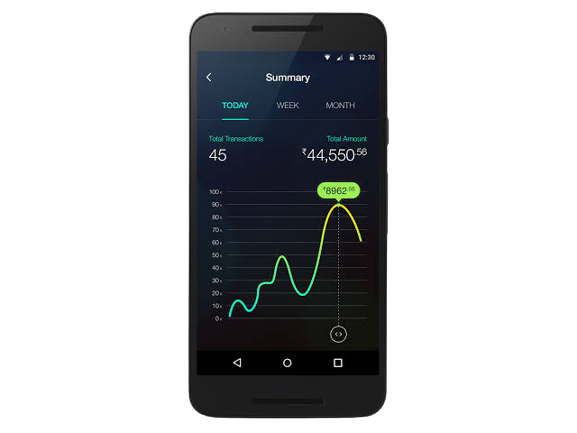 12:30
Summary
TODAY WEEK MONTH
Total Transactions Total Amount
45 ₹44,550.56
₹8962.56
100 K
90 K
80 K
70 K
60 K
50 K
40 K
30 K
20 K
10 K
0 K